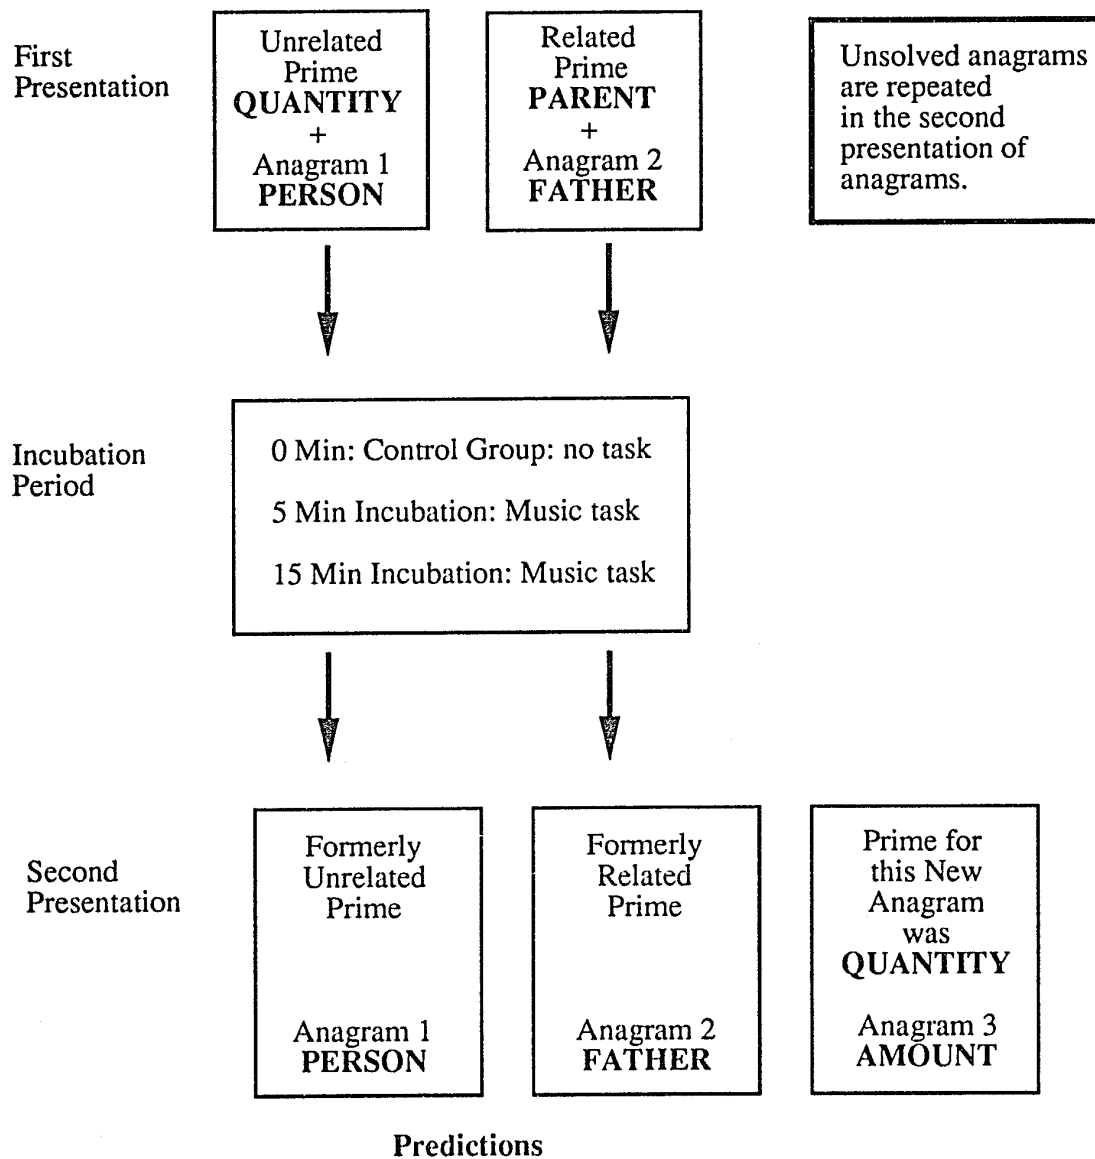 First
Presentation
Unrelated
Prime
QUANTITY
+
Anagram 1
PERSON
Related
Prime
PARENT
+
Anagram 2
FATHER
Unsolved anagrams
are repeated
in the second
presentation of
anagrams.
Incubation
Period
0 Min: Control Group: no task
5 Min Incubation: Music task
15 Min Incubation: Music task
Second
Presentation
Formerly
Unrelated
Prime
Anagram 1
PERSON
Formerly
Related
Prime
Anagram 2
FATHER
Prime for
this New
Anagram
was
QUANTITY
Anagram 3
AMOUNT
Predictions